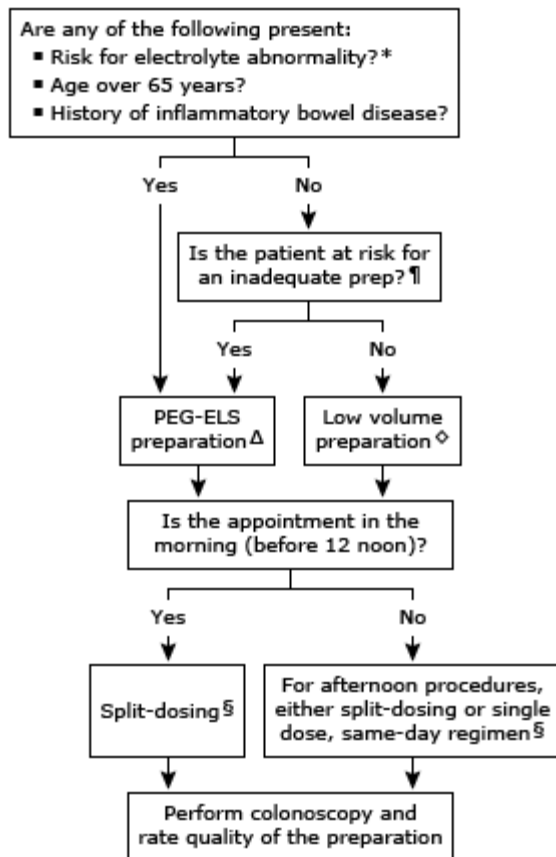 Are any of the following present:
▪ Risk for electrolyte abnormality?*
▪ Age over 65 years?
▪ History of inflammatory bowel disease?
Yes
No
Is the patient at risk for
an inadequate prep?¶
Yes
No
PEG-ELS
preparationΔ
Low volume
preparation◇
Is the appointment in the
morning (before 12 noon)?
Yes
No
Split-dosing§
For afternoon procedures,
either split-dosing or single
dose, same-day regimen§
Perform colonoscopy and
rate quality of the preparation